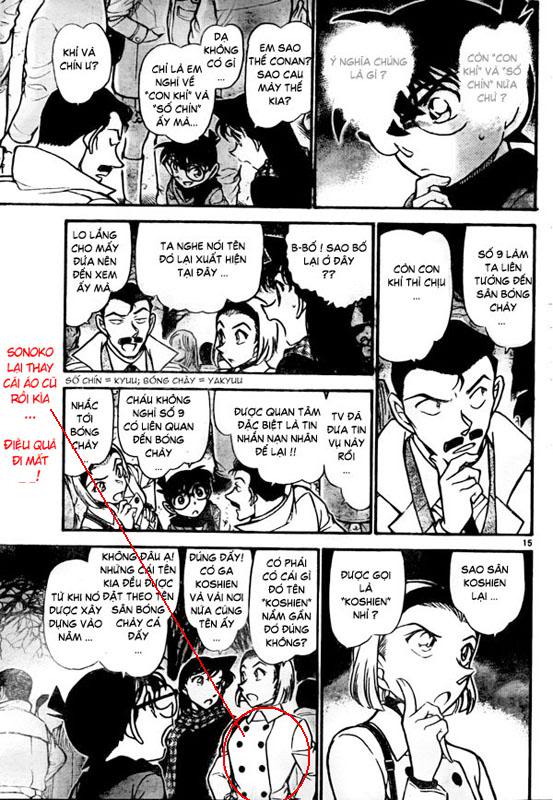 CÒN "CON
KHỈ" VÀ "SỐ
CHÍN" NỮA
CHỨ ?
Ý NGHĨA CHÚNG
LÀ GÌ ?
EM SAO
THẾ CONAN?
SAO CAU
MÀY THẾ
KIA?
DẠ
KHÔNG
CÓ GÌ
...
CHỈ LÀ EM
NGHĨ VỀ
"CON KHỈ" VÀ
"SỐ CHÍN"
ẤY MÀ...
KHỈ VÀ
CHÍN Ư?
SỐ 9 LÀM
TA LIÊN
TƯỞNG ĐẾN
SÂN BÓNG
CHÀY...
CÒN CON
KHỈ THÌ CHỊU
...
B-BỐ ! SAO BỐ
LẠI Ở ĐÂY
??
TA NGHE NÓI TÊN
ĐÓ LẠI XUẤT HIỆN
TẠI ĐÂY
...
LO LẮNG
CHO MẤY
ĐỨA NÊN
ĐẾN XEM
ẤY MÀ
SỐ CHÍN = KYUU; BÓNG CHÀY = YAKYUU
SONOKO
LẠI THAY
CÁI ÁO CŨ
RỒI KÌA
...
ĐIỆU QUÁ
ĐI MẤT
_ _!
TV ĐÃ
ĐƯA TIN
VỤ NÀY
RỒI
...
ĐƯỢC QUAN TÂM
ĐẶC BIỆT LÀ TIN
NHẮN NẠN NHÂN
ĐỂ LẠI !!
CHÁU KHÔNG
NGHĨ SỐ 9
CÓ LIÊN QUAN
ĐẾN BÓNG
CHÀY ...
NHẮC
TỚI
BÓNG
CHÀY
...
15
SAO SÂN
KOSHIEN
LẠI ...
ĐƯỢC GỌI
LÀ
"KOSHIEN"
NHỈ ?
CÓ PHẢI
CÓ CÁI GÌ
ĐÓ TÊN
"KOSHIEN"
NẰM GẦN
ĐÓ ĐÚNG
KHÔNG?
ĐÚNG ĐẤY!
CÓ GA
KOSHIEN
VÀ VÀI NƠI
NỮA CÙNG
TÊN ẤY
...
KHÔNG ĐÂU Ạ!
NHỮNG CÁI TÊN
KIA ĐỀU ĐƯỢC
ĐẶT THEO TÊN
SÂN BÓNG
CHÀY CẢ
ĐẤY
...
TỪ KHI NÓ
ĐƯỢC XÂY
DỰNG VÀO
NĂM ...